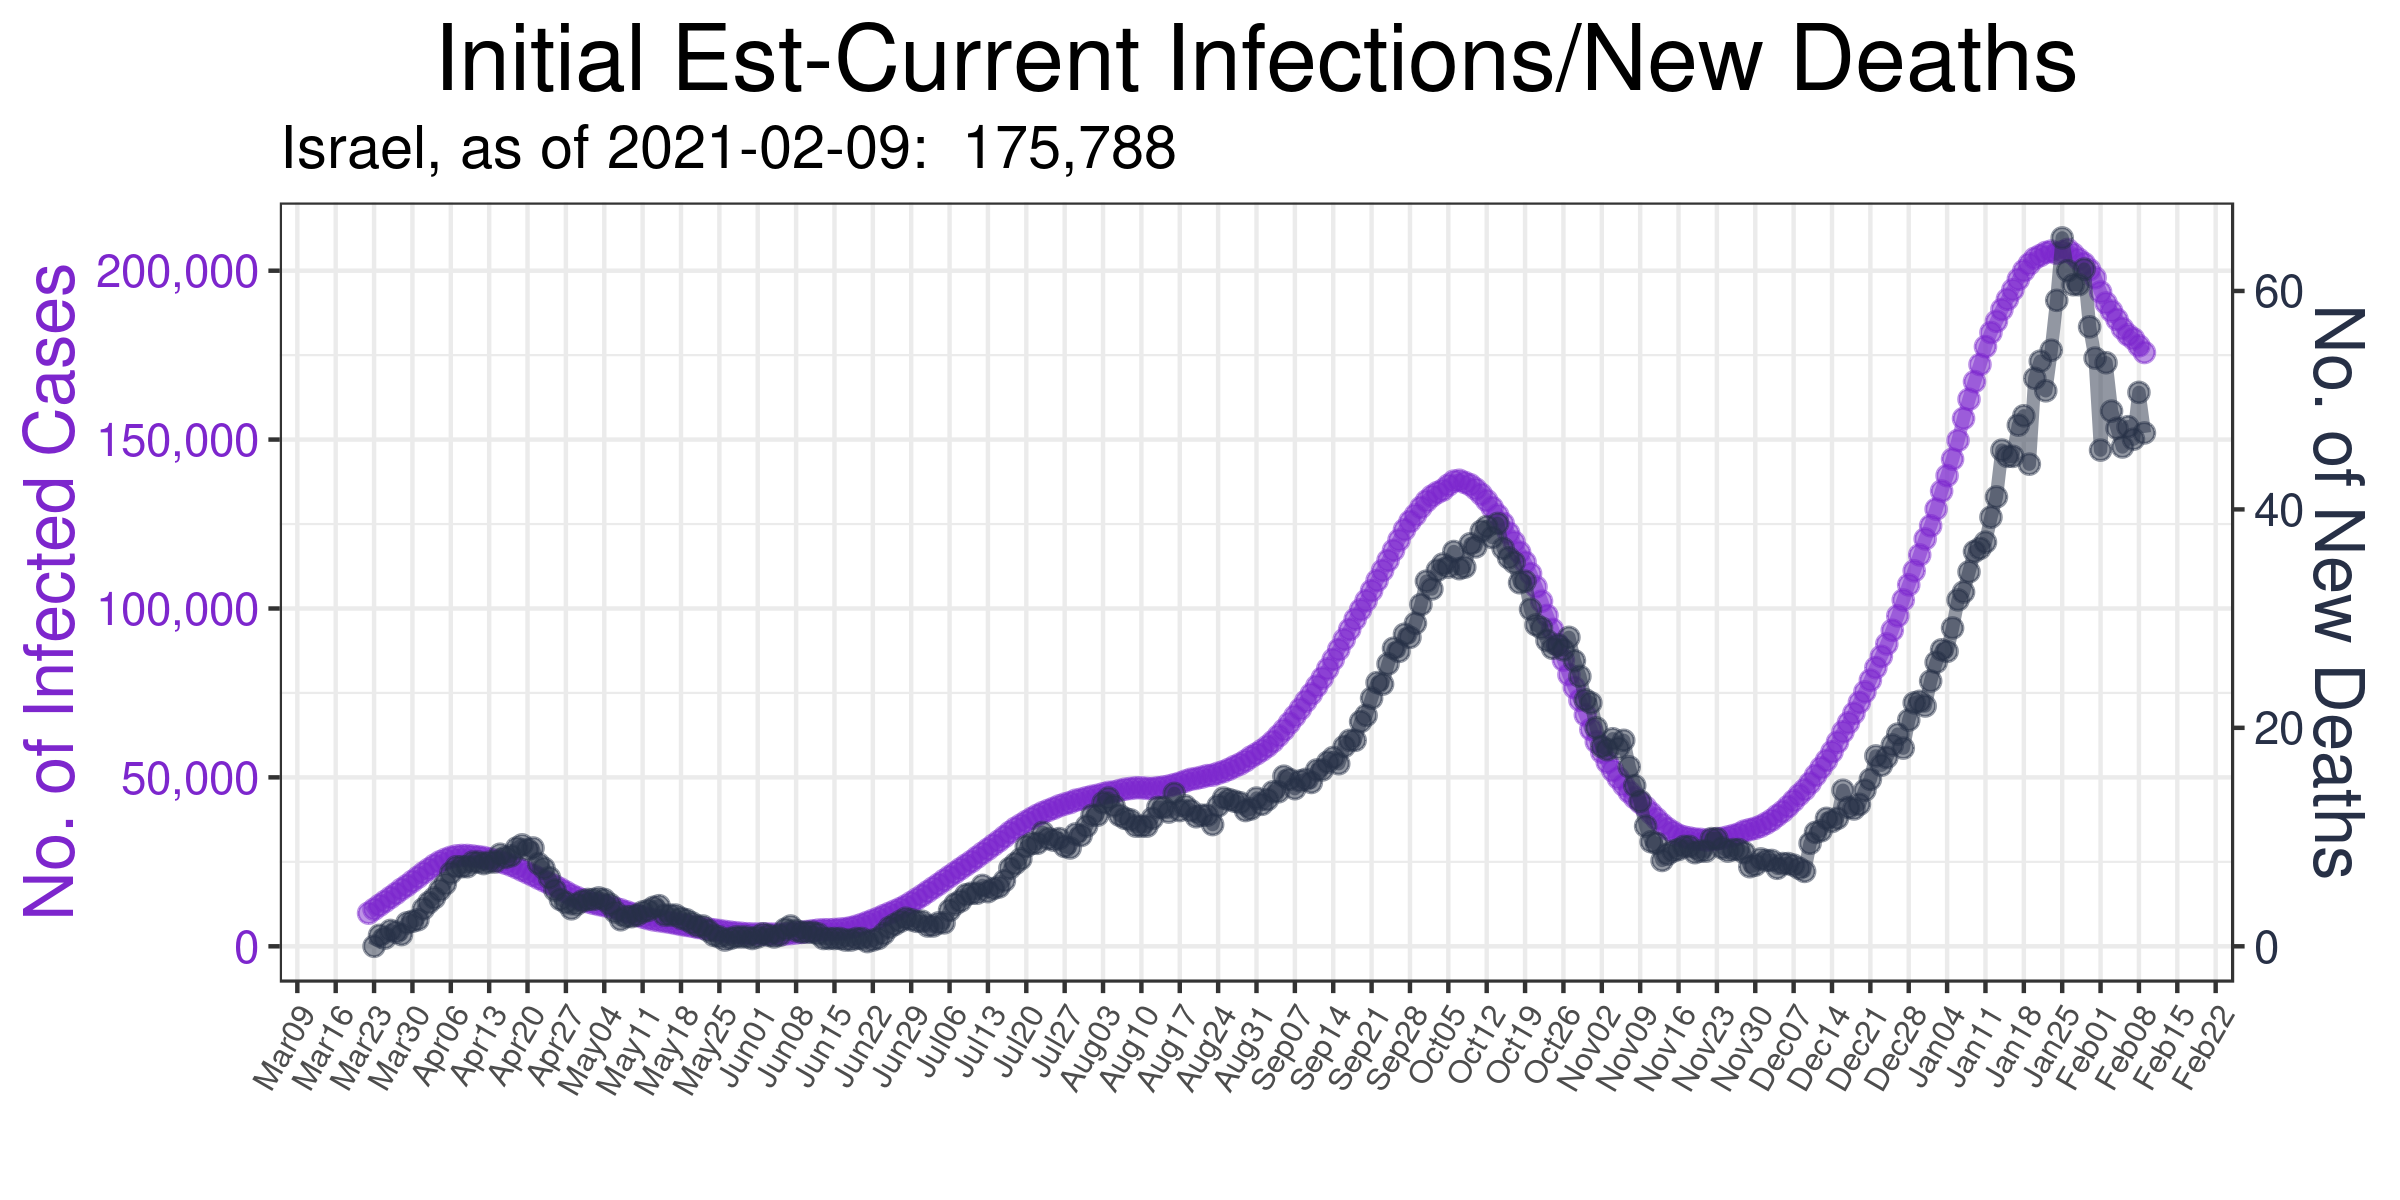 Initial Est-Current Infections/New Deaths
Israel, as of 2021-02-09:  175,788
No. of Infected Cases
200,000
150,000
100,000
50,000
0
60
40
20
0
No. of New Deaths
Mar09
Mar16
Mar23
Mar30
Apr06
Apr13
Apr20
Apr27
May04
May11
May18
May25
Jun01
Jun08
Jun15
Jun22
Jun29
Jul06
Jul13
Jul20
Jul27
Aug03
Aug10
Aug17
Aug24
Aug31
Sep07
Sep14
Sep21
Sep28
Oct05
Oct12
Oct19
Oct26
Nov02
Nov09
Nov16
Nov23
Nov30
Dec07
Dec14
Dec21
Dec28
Dec04
Jan11
Jan18
Jan25
Feb01
Feb08
Feb15
Feb22